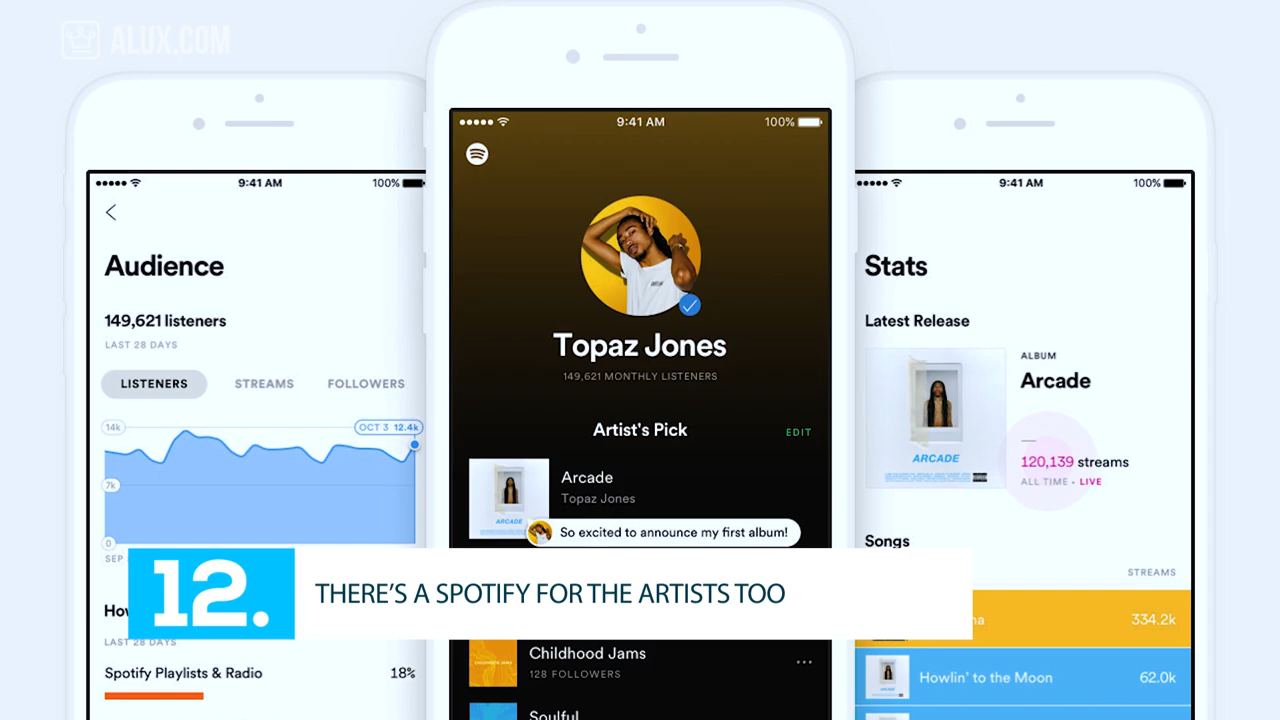 ALUX.COM
9:41 AM 100%
Audience
149,621 listeners
LAST 28 DAYS
LISTENERS STREAMS FOLLOWERS
14k
OCT 3 12.4k
7k
0
SEP
LAST 28 DAYS
Spotify Playlists & Radio 18%
9:41 AM 100%
Topaz Jones
149,621 MONTHLY LISTENERS
Artist's Pick EDIT
ARCADE
Arcade
Topaz Jones
So excited to announce my first album!
Childhood Jams
128 FOLLOWERS
Soulful
9:41 AM 100%
Stats
Latest Release
ARCADE
ALBUM
Arcade
120,139 streams
ALL TIME • LIVE
Songs
STREAMS
334.2k
Howlin' to the Moon 62.0k
12. THERE'S A SPOTIFY FOR THE ARTISTS TOO